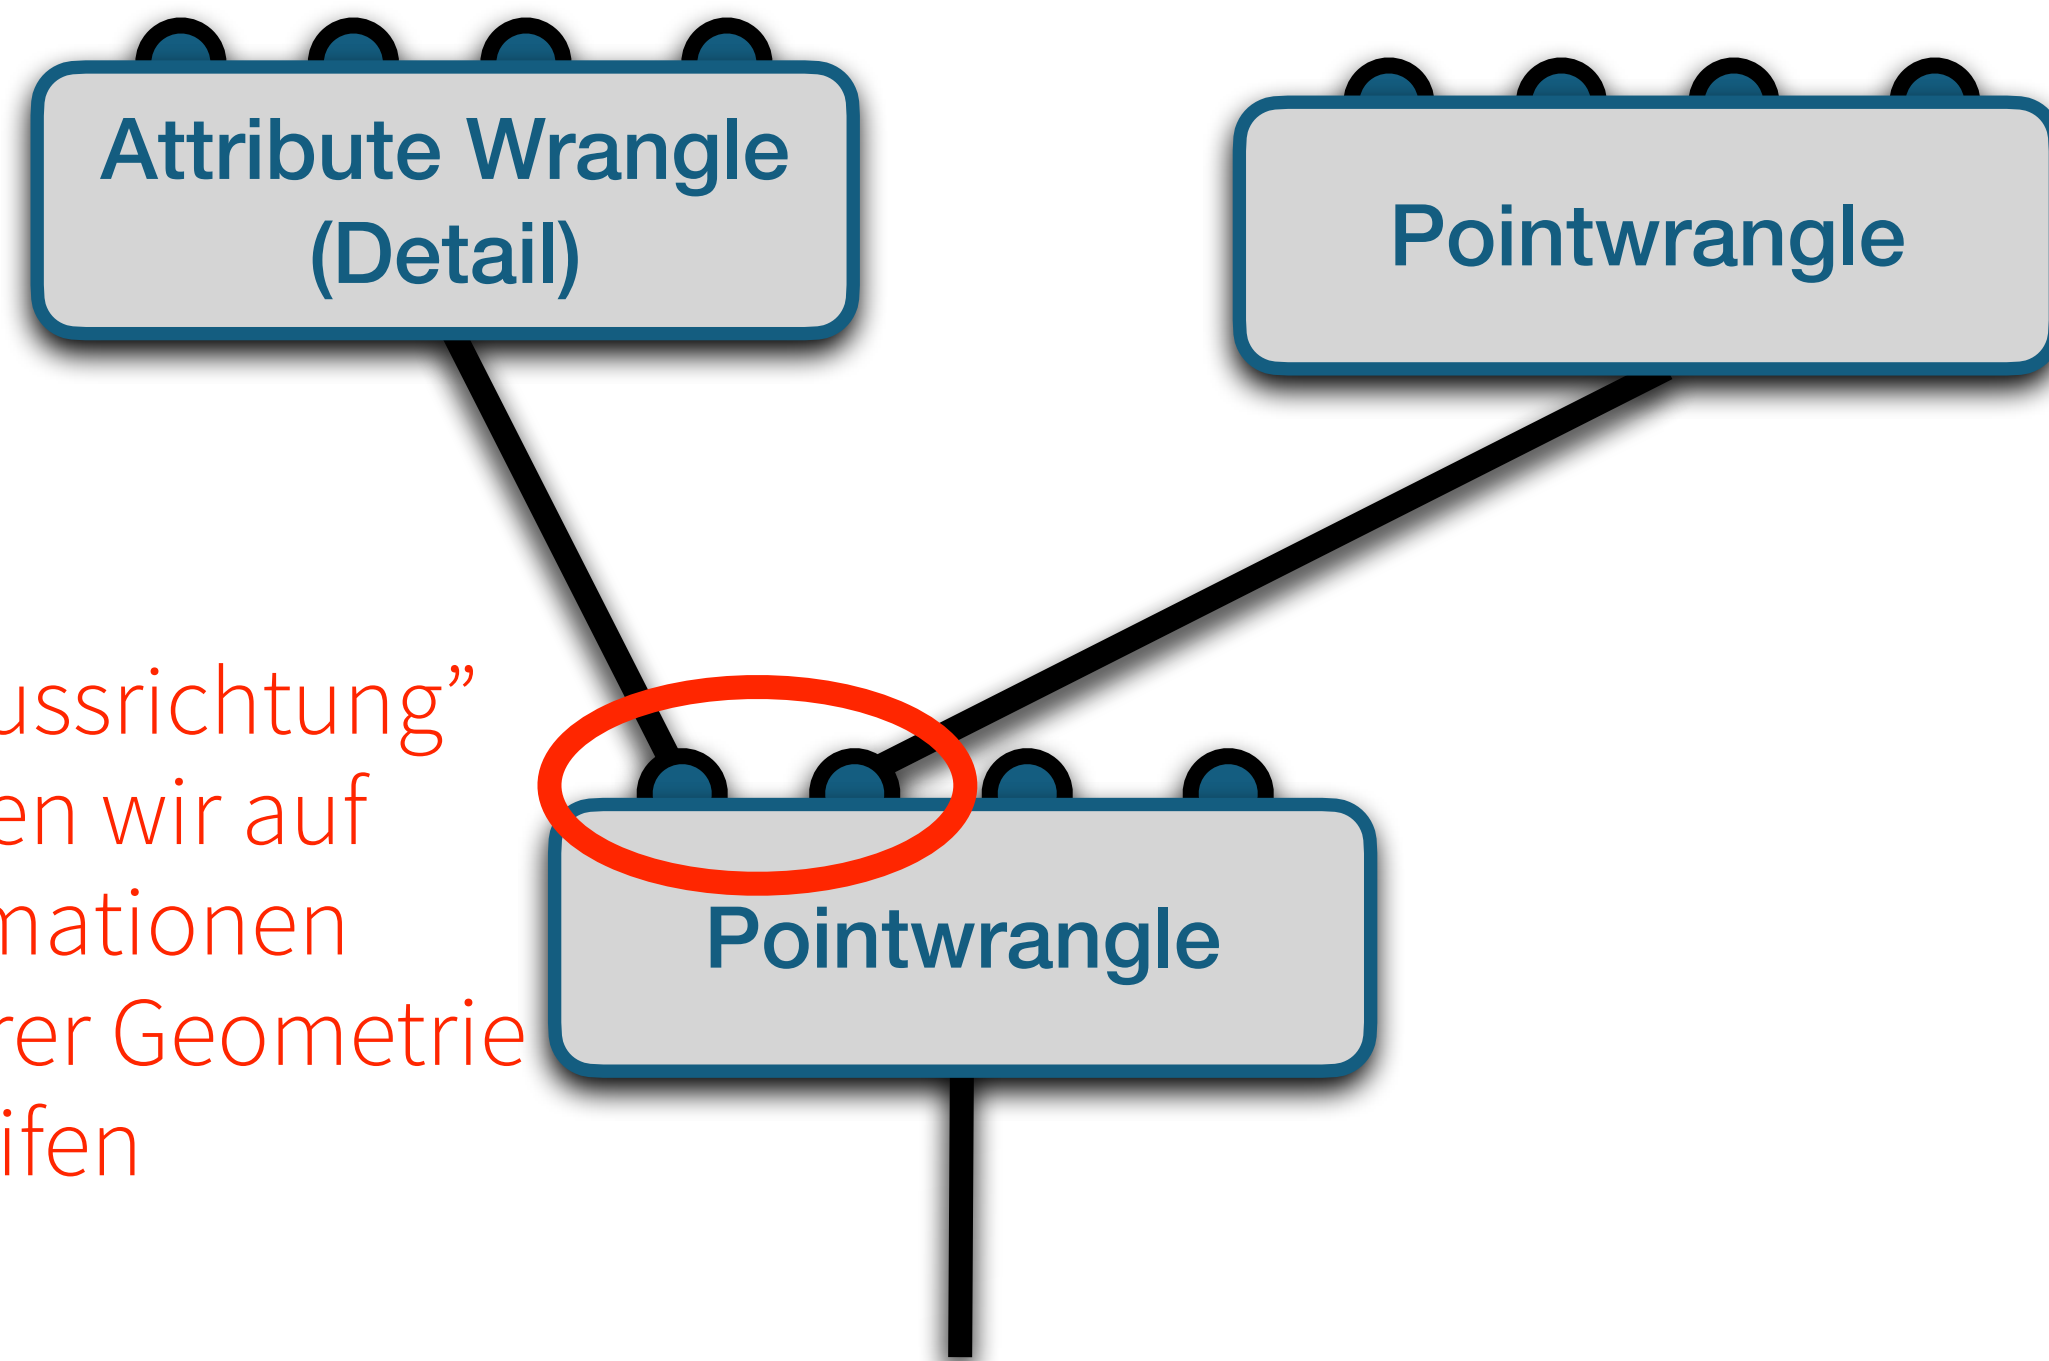 Attribute Wrangle
(Detail)
Pointwrangle
ussrichtung”
en wir auf
mationen
rer Geometrie
ifen
Pointwrangle